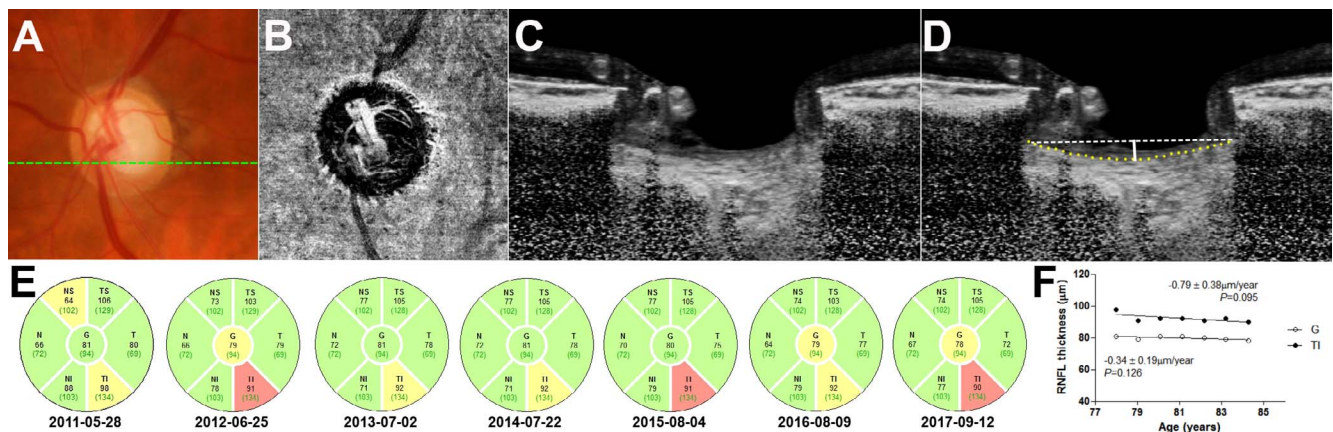 A
B
C
D
E
NS
64
(102)
TS
106
(129)
N
66
(72)
G
81
(94)
T
80
(69)
NI
88
(103)
TI
98
(134)
2011-05-28
NS
73
(102)
TS
103
(128)
N
66
(72)
G
79
(94)
T
79
(69)
NI
78
(103)
TI
91
(134)
2012-06-25
NS
77
(102)
TS
105
(128)
N
72
(72)
G
81
(94)
T
78
(69)
NI
71
(103)
TI
92
(134)
2013-07-02
NS
77
(102)
TS
105
(128)
N
72
(72)
G
81
(94)
T
78
(69)
NI
71
(103)
TI
92
(134)
2014-07-22
NS
77
(102)
TS
105
(128)
N
70
(72)
G
80
(94)
T
75
(69)
NI
79
(103)
TI
91
(134)
2015-08-04
NS
74
(102)
TS
103
(128)
N
64
(72)
G
79
(94)
T
77
(69)
NI
79
(103)
TI
92
(134)
2016-08-09
NS
74
(102)
TS
105
(128)
N
67
(72)
G
78
(94)
T
72
(69)
NI
77
(103)
TI
90
(134)
2017-09-12
F
RNFL thickness (μm)
120
100
80
60
40
-0.79 ± 0.38μm/year
P=0.095
-0.34 ± 0.19μm/year
P=0.126
G
TI
77
79
81
83
85
Age (years)